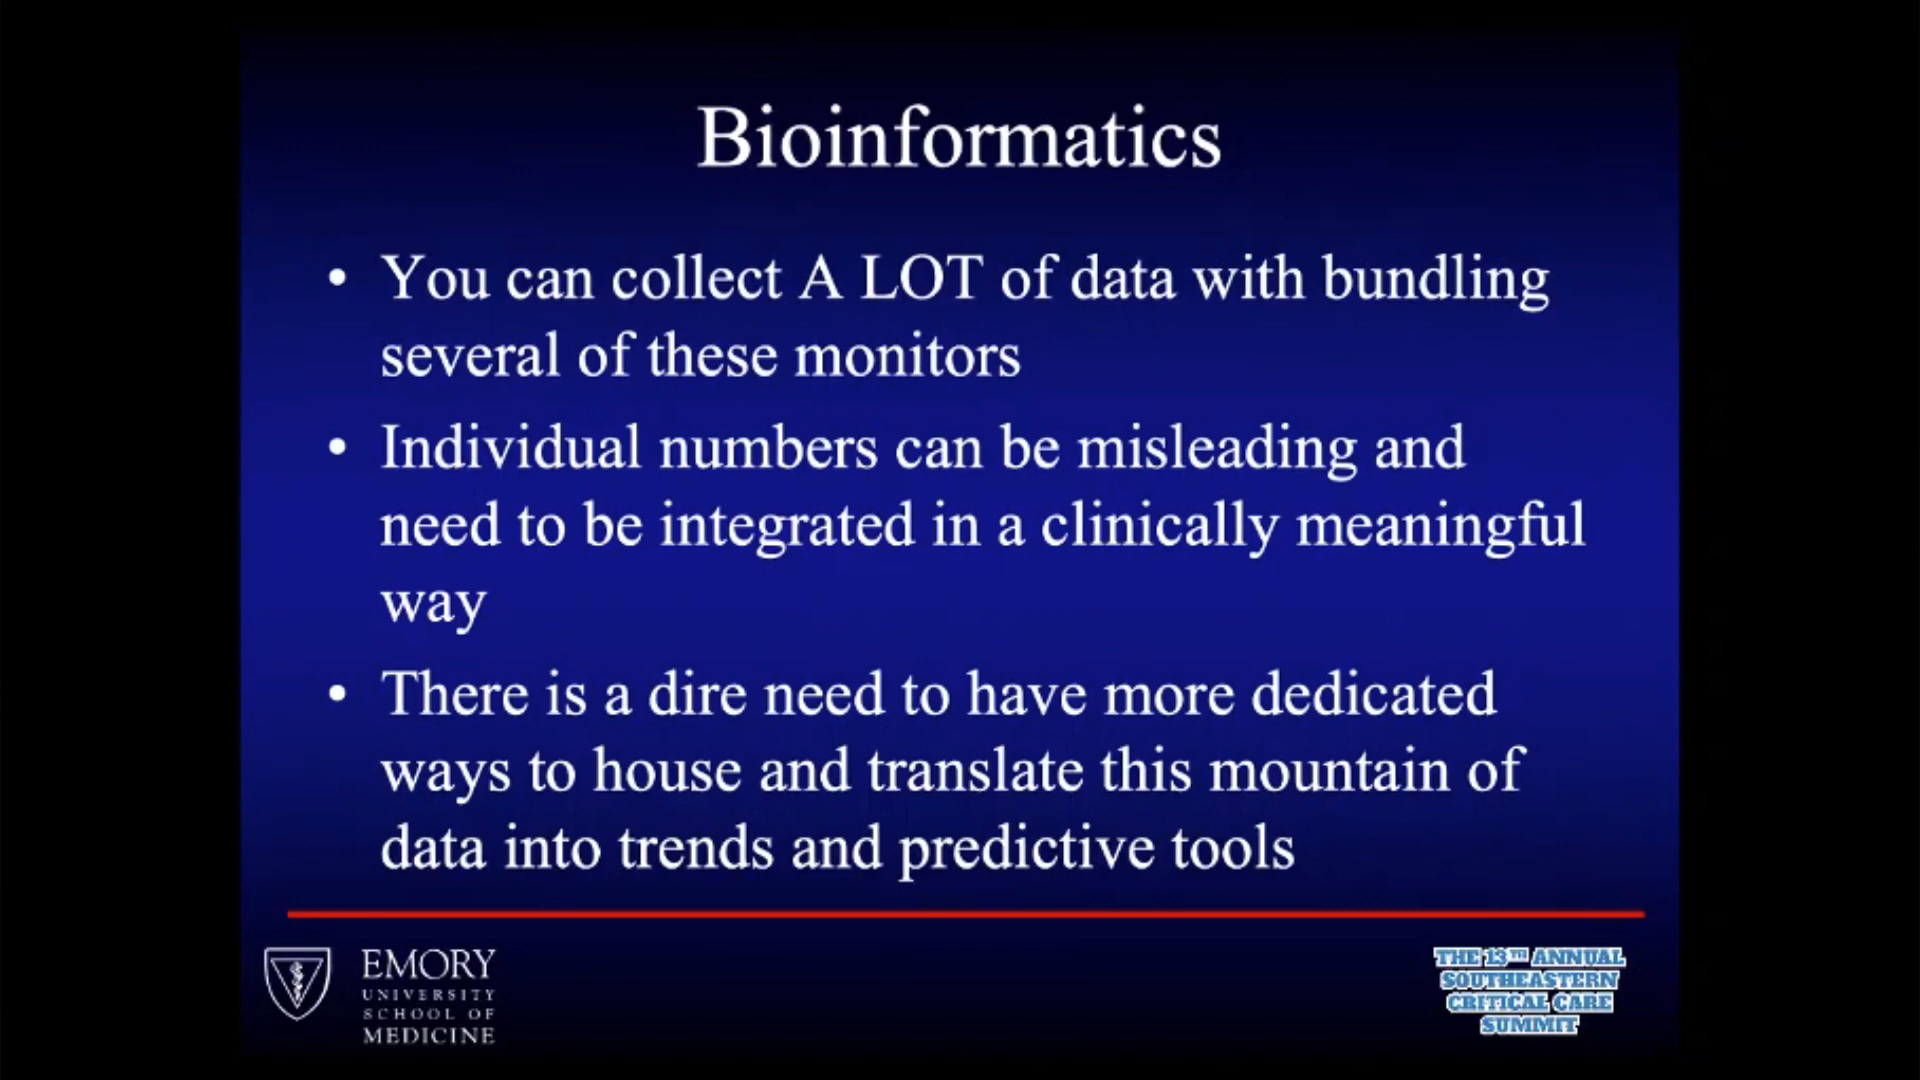 Bioinformatics
• You can collect A LOT of data with bundling
several of these monitors
• Individual numbers can be misleading and
need to be integrated in a clinically meaningful
way
• There is a dire need to have more dedicated
ways to house and translate this mountain of
data into trends and predictive tools
EMORY
UNIVERSITY
SCHOOL OF
MEDICINE
THE 13TH ANNUAL
SOUTHEASTERN
CRITICAL CARE
SUMMIT